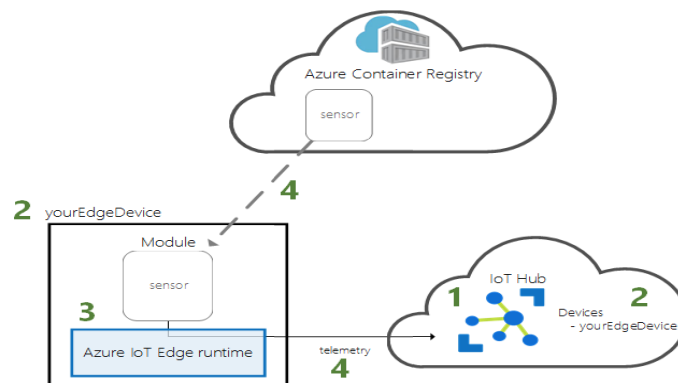 Azure Container Registry
sensor
4
2 yourEdgeDevice
Module
sensor
3
Azure IoT Edge runtime
telemetry
4
IoT Hub
1
2
Devices
- yourEdgeDevice